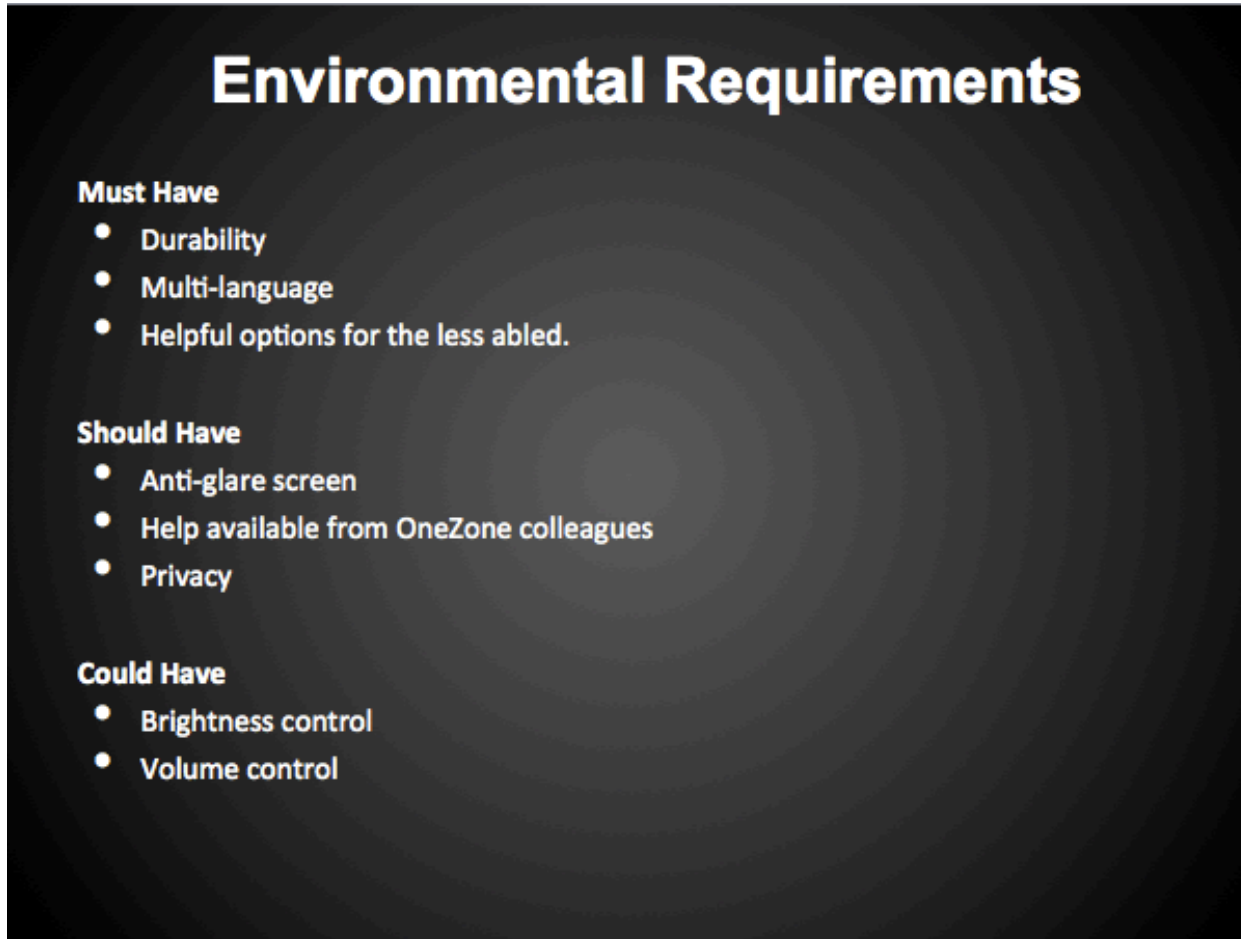 Environmental Requirements
Must Have
• Durability
• Multi-language
• Helpful options for the less abled.
Should Have
• Anti-glare screen
• Help available from OneZone colleagues
• Privacy
Could Have
• Brightness control
• Volume control